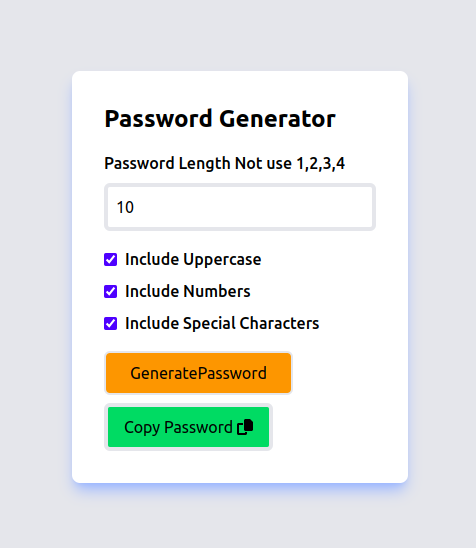 Password Generator
Password Length Not use 1,2,3,4
10
Include Uppercase
Include Numbers
Include Special Characters
GeneratePassword
Copy Password